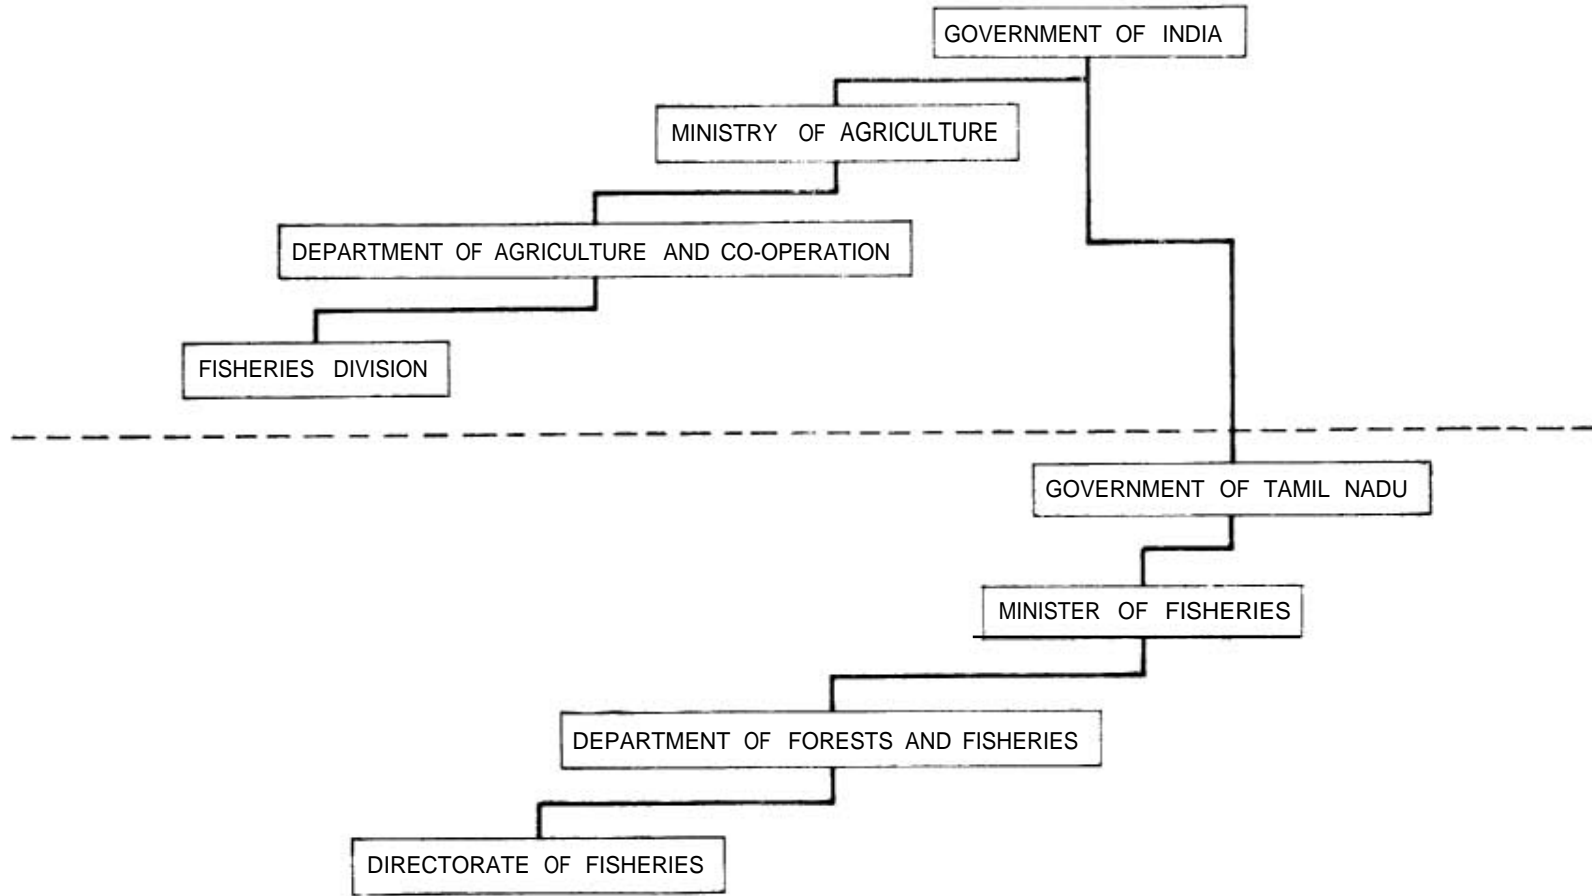 GOVERNMENT OF INDIA
MINISTRY OF AGRICULTURE
DEPARTMENT OF AGRICULTURE AND CO-OPERATION
FISHERIES DIVISION
GOVERNMENT OF TAMIL NADU
MINISTER OF FISHERIES
DEPARTMENT OF FORESTS AND FISHERIES
DIRECTORATE OF FISHERIES